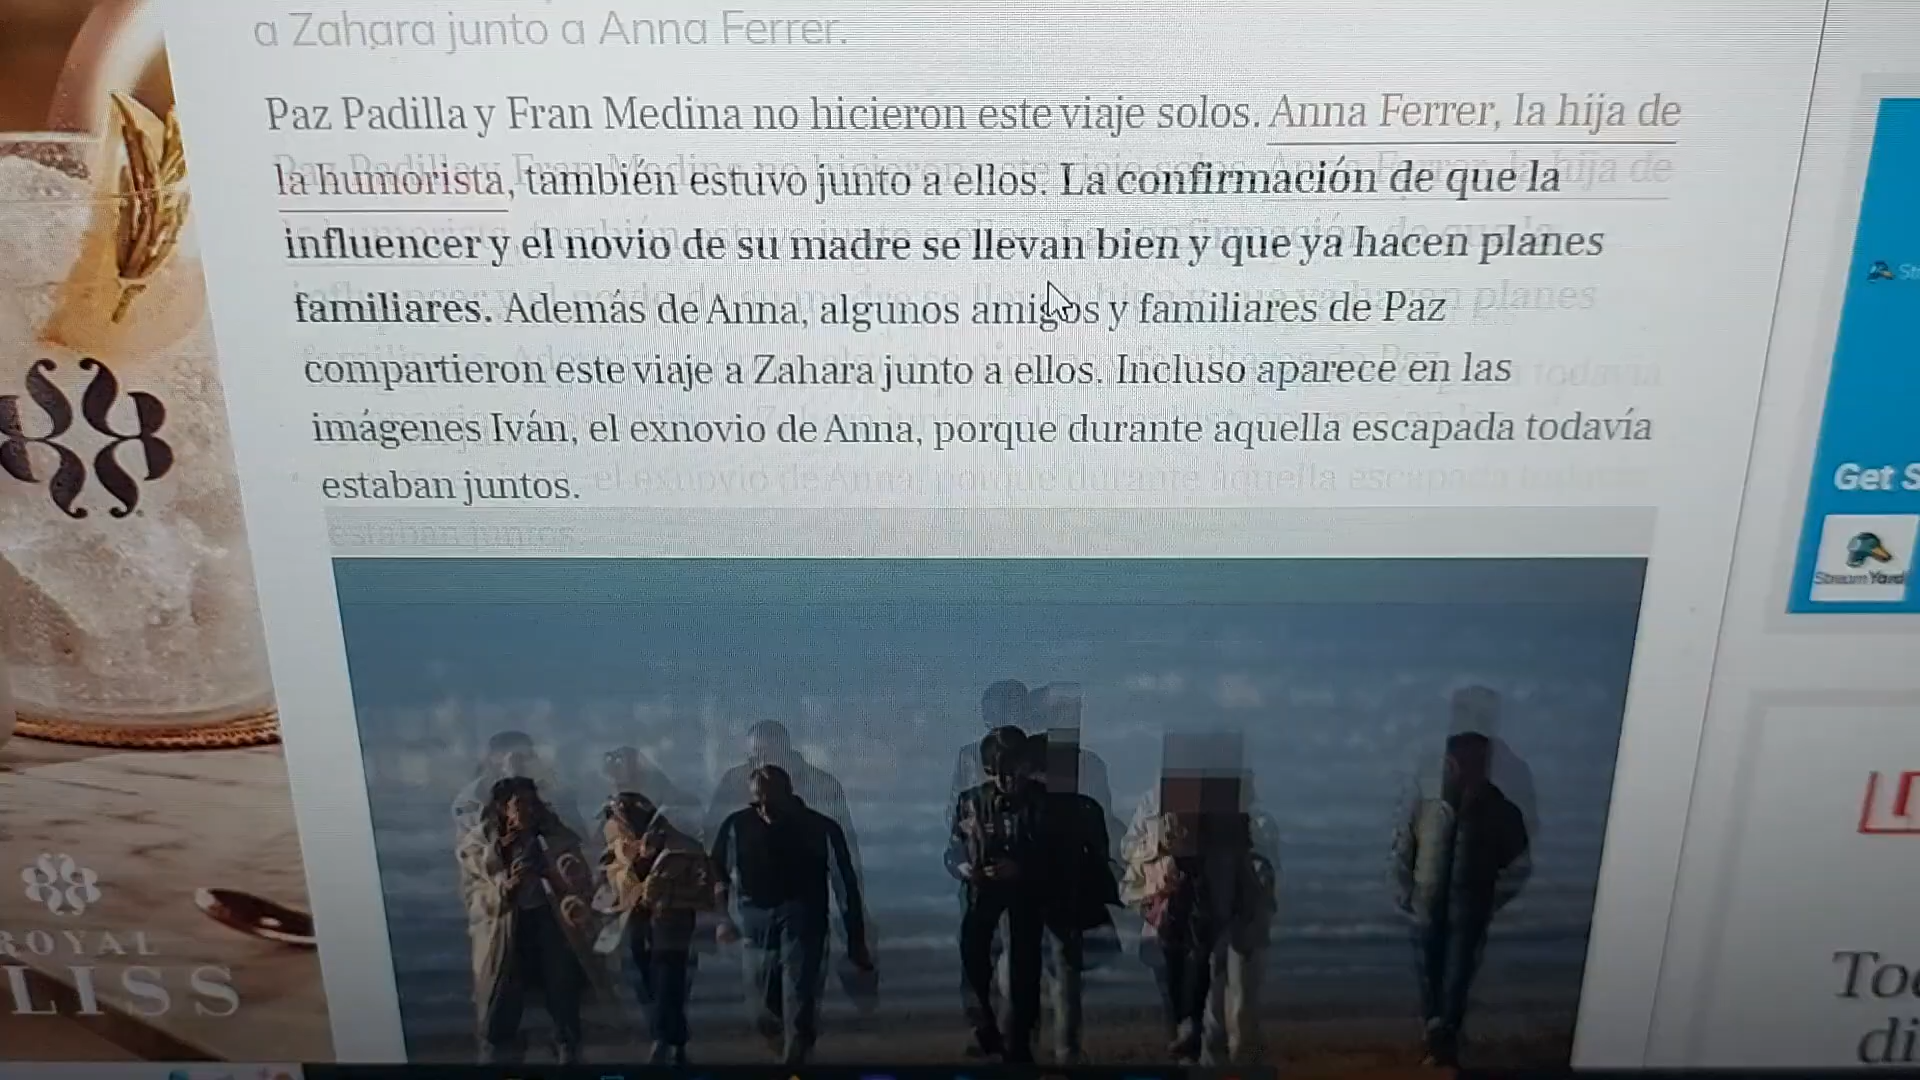 a Zahara junto a Anna Ferrer.
Paz Padilla y Fran Medina no hicieron este viaje solos. Anna Ferrer, la hija de
la humorista, también estuvo junto a ellos. La confirmación de que la
influencer y el novio de su madre se llevan bien y que ya hacen planes
familiares. Además de Anna, algunos amigos y familiares de Paz
compartieron este viaje a Zahara junto a ellos. Incluso aparece en las
imágenes Iván, el exnovio de Anna, porque durante aquella escapada todavía
estaban juntos.
Get S
StreamYard
ROYAL
LISS
Too
di